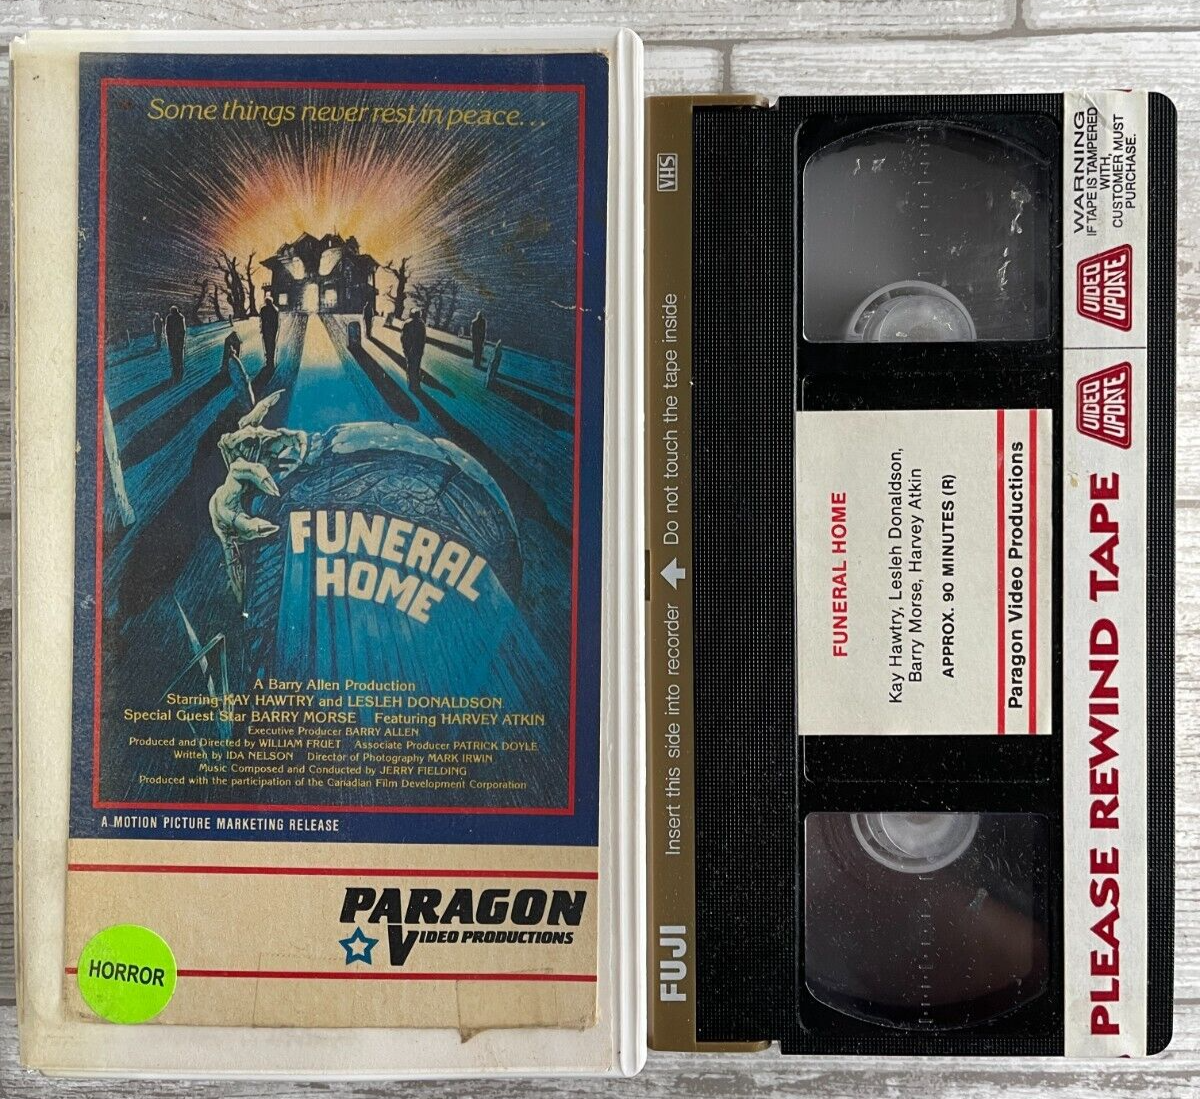 Some things never rest in peace...
FUNERAL
HOME
A Barry Allen Production
Starring KAY HAWTRY and LESLEH DONALDSON
Special Guest Star BARRY MORSE Featuring HARVEY ATKIN
Executive Producer BARRY ALLEN
Produced and Directed by WILLIAM FRUET Associate Producer PATRICK DOYLE
Written by IDA NELSON Director of Photography MARK IRWIN
Music Composed and Conducted by JERRY FIELDING
Produced with the participation of the Canadian Film Development Corporation
A MOTION PICTURE MARKETING RELEASE
PARAGON
VIDEO PRODUCTIONS
HORROR
VHS
Insert this side into recorder Do not touch the tape inside
FUJI
FUNERAL HOME
Kay Hawtry, Lesleh Donaldson,
Barry Morse, Harvey Atkin
APPROX. 90 MINUTES (R)
Paragon Video Productions
WARNING
IF TAPE IS TAMPERED
WITH,
CUSTOMER MUST
PURCHASE.
VIDEO
UPDATE
VIDEO
UPDATE
PLEASE REWIND TAPE